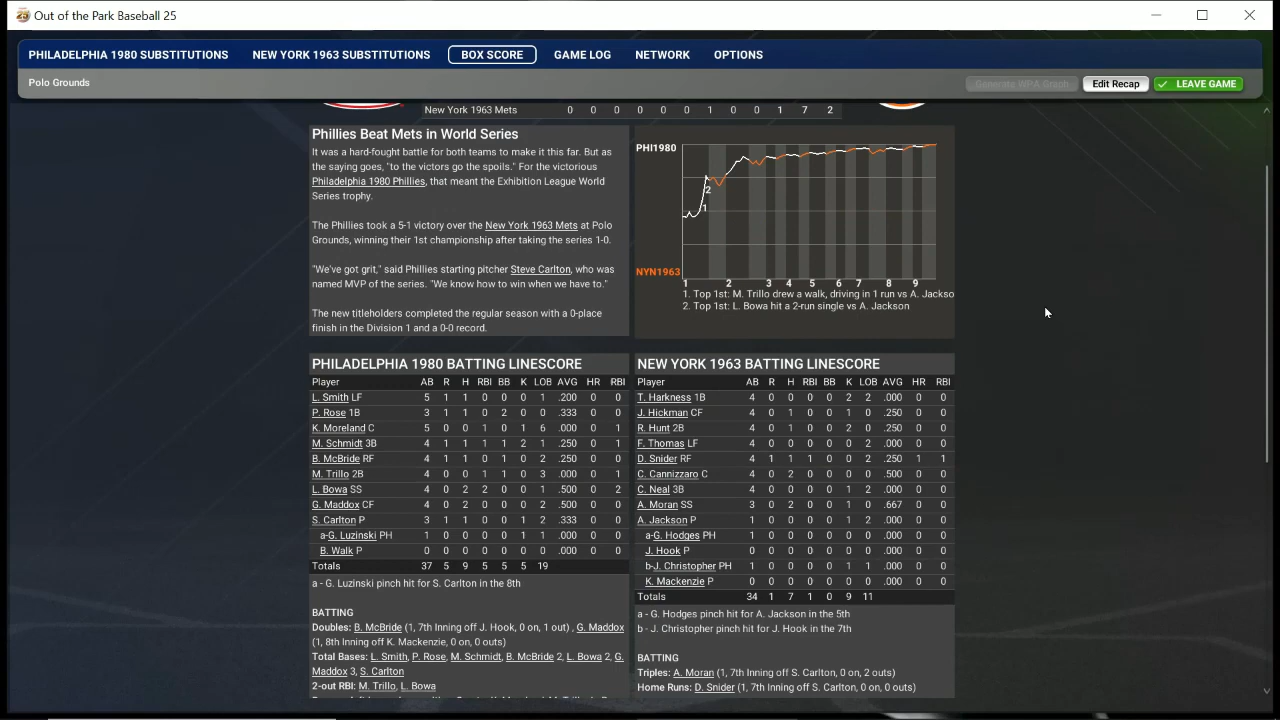 Out of the Park Baseball 25
PHILADELPHIA 1980 SUBSTITUTIONS NEW YORK 1963 SUBSTITUTIONS BOX SCORE GAME LOG NETWORK OPTIONS
Polo Grounds Generate WPA Graph Edit Recap LEAVE GAME
New York 1963 Mets 0 0 0 0 0 0 1 0 0 1 7 2
Phillies Beat Mets in World Series
It was a hard-fought battle for both teams to make it this far. But as
the saying goes, "to the victors go the spoils." For the victorious
Philadelphia 1980 Phillies, that meant the Exhibition League World
Series trophy.
The Phillies took a 5-1 victory over the New York 1963 Mets at Polo
Grounds, winning their 1st championship after taking the series 1-0.
"We've got grit," said Phillies starting pitcher Steve Carlton, who was
named MVP of the series. "We know how to win when we have to."
The new titleholders completed the regular season with a 0-place
finish in the Division 1 and a 0-0 record.
PHI1980
2
1
NYN1963
1 2 3 4 5 6 7 8 9
1. Top 1st: M. Trillo drew a walk, driving in 1 run vs A. Jackso
2. Top 1st: L. Bowa hit a 2-run single vs A. Jackson
PHILADELPHIA 1980 BATTING LINESCORE
Player AB R H RBI BB K LOB AVG HR RBI
L. Smith LF 5 1 1 0 0 0 1 .200 0 0
P. Rose 1B 3 1 1 0 2 0 0 .333 0 0
K. Moreland C 5 0 0 1 0 1 6 .000 0 1
M. Schmidt 3B 4 1 1 1 1 2 1 .250 0 1
B. McBride RF 4 1 1 0 1 0 2 .250 0 0
M. Trillo 2B 4 0 0 1 1 0 3 .000 0 1
L. Bowa SS 4 0 2 2 0 0 1 .500 0 2
G. Maddox CF 4 0 2 0 0 0 2 .500 0 0
S. Carlton P 3 1 1 0 0 1 2 .333 0 0
a-G. Luzinski PH 1 0 0 0 0 1 1 .000 0 0
B. Walk P 0 0 0 0 0 0 0 .000 0 0
Totals 37 5 9 5 5 5 19
a - G. Luzinski pinch hit for S. Carlton in the 8th
BATTING
Doubles: B. McBride (1, 7th Inning off J. Hook, 0 on, 1 out) , G. Maddox
(1, 8th Inning off K. Mackenzie, 0 on, 0 outs)
Total Bases: L. Smith, P. Rose, M. Schmidt, B. McBride 2, L. Bowa 2, G.
Maddox 3, S. Carlton
2-out RBI: M. Trillo, L. Bowa
NEW YORK 1963 BATTING LINESCORE
Player AB R H RBI BB K LOB AVG HR RBI
T. Harkness 1B 4 0 0 0 0 2 2 .000 0 0
J. Hickman CF 4 0 1 0 0 1 0 .250 0 0
R. Hunt 2B 4 0 1 0 0 2 0 .250 0 0
F. Thomas LF 4 0 0 0 0 0 2 .000 0 0
D. Snider RF 4 1 1 1 0 0 2 .250 1 1
C. Cannizzaro C 4 0 2 0 0 0 0 .500 0 0
C. Neal 3B 4 0 0 0 0 1 2 .000 0 0
A. Moran SS 3 0 2 0 0 1 0 .667 0 0
A. Jackson P 1 0 0 0 0 1 2 .000 0 0
a-G. Hodges PH 1 0 0 0 0 0 0 .000 0 0
J. Hook P 0 0 0 0 0 0 0 .000 0 0
b-J. Christopher PH 1 0 0 0 0 1 1 .000 0 0
K. Mackenzie P 0 0 0 0 0 0 0 .000 0 0
Totals 34 1 7 1 0 9 11
a - G. Hodges pinch hit for A. Jackson in the 5th
b - J. Christopher pinch hit for J. Hook in the 7th
BATTING
Triples: A. Moran (1, 7th Inning off S. Carlton, 0 on, 2 outs)
Home Runs: D. Snider (1, 7th Inning off S. Carlton, 0 on, 0 outs)